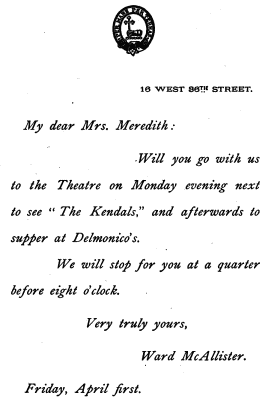 16 WEST 36TH STREET.
My dear Mrs. Meredith:
Will you go with us
to the Theatre on Monday evening next
to see "The Kendals," and afterwards to
supper at Delmonico's.
We will stop for you at a quarter
before eight o'clock.
Very truly yours,
Ward McAllister.
Friday, April first.